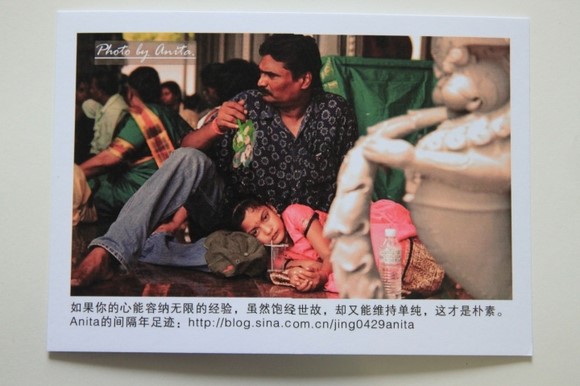 Photo by Anita.
如果你的心能容纳无限的经验，虽然饱经世故，却又能维持单纯，这才是朴素。
Anita的间隔年足迹：http://blog.sina.com.cn/jing0429anita